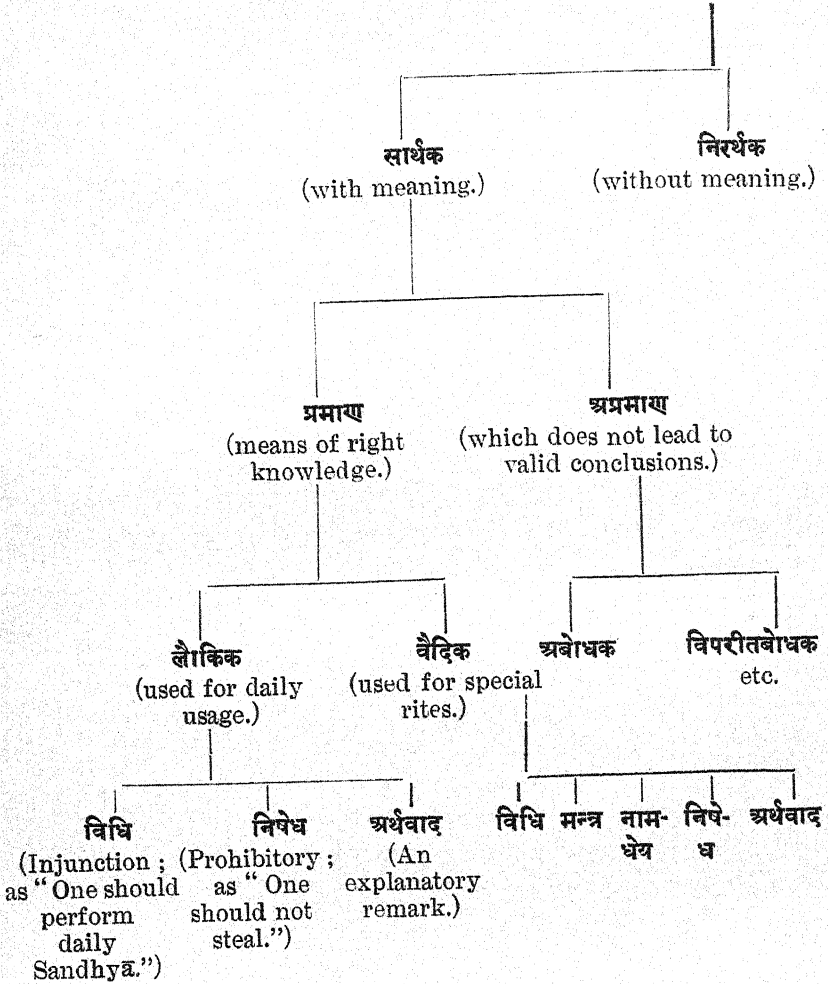 सार्थक
(with meaning.)
निरर्थक
(without meaning.)
प्रमाण
(means of right
knowledge.)
अप्रमाण
(which does not lead to
valid conclusions.)
लौकिक
(used for daily
usage.)
वैदिक
(used for special
rites.)
अबोधक
विपरीतबोधक
etc.
विधि
(Injunction ;
as “ One should
perform
daily
Sandhyā.”)
निषेध
(Prohibitory ;
as “ One
should not
steal.”)
अर्थवाद
(An
explanatory
remark.)
विधि
मन्त्र
नाम-
धेय
निषे-
ध
अर्थवाद